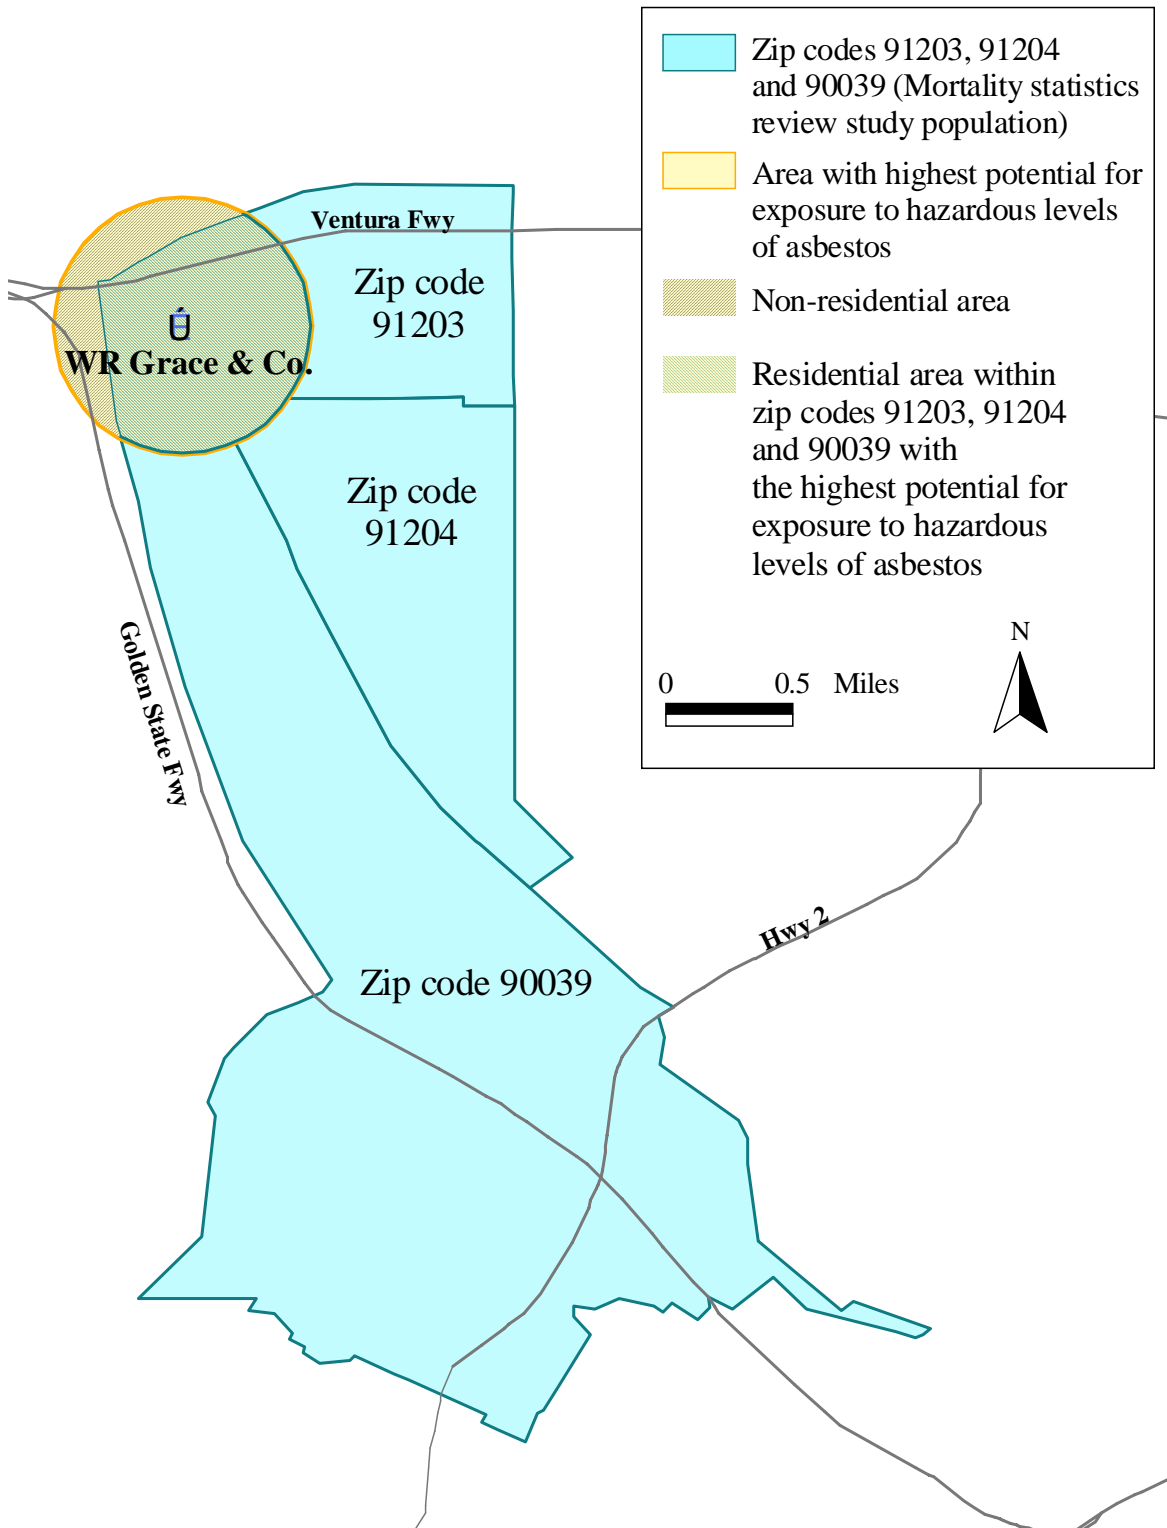 Zip codes 91203, 91204
and 90039 (Mortality statistics
review study population)
Area with highest potential for
exposure to hazardous levels
of asbestos
Non-residential area
Residential area within
zip codes 91203, 91204
and 90039 with
the highest potential for
exposure to hazardous
levels of asbestos
N
0 0.5 Miles
Ventura Fwy
Zip code
91203
WR Grace & Co.
Zip code
91204
Golden State Fwy
Hwy 2
Zip code 90039